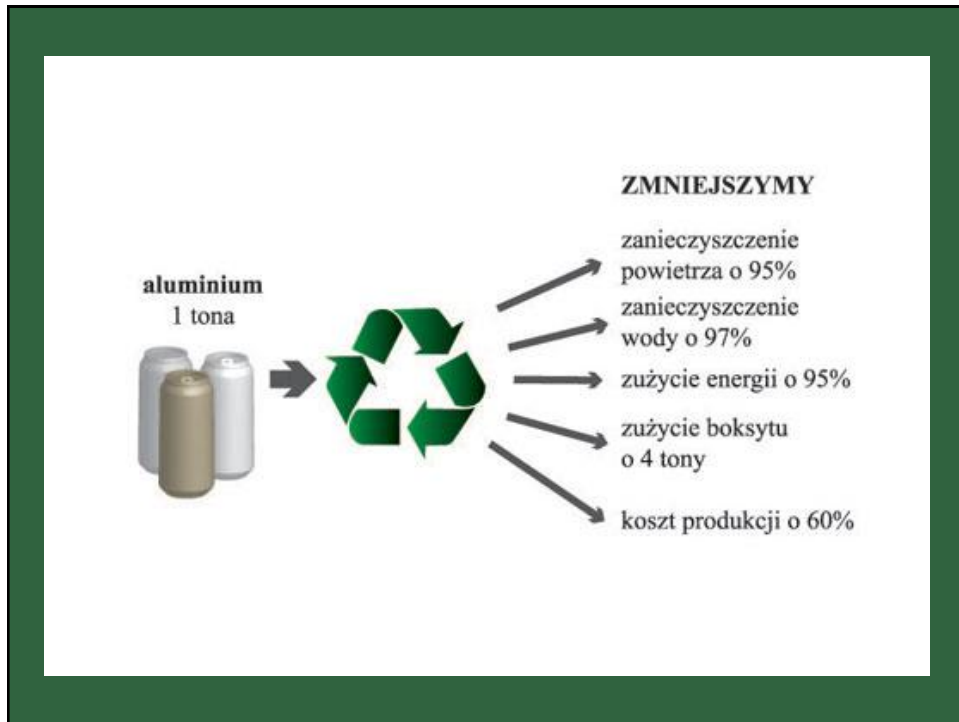 aluminium
1 tona
ZMNIEJSZYMY
zanieczyszczenie
powietrza o 95%
zanieczyszczenie
wody o 97%
zużycie energii o 95%
zużycie boksytu
o 4 tony
koszt produkcji o 60%